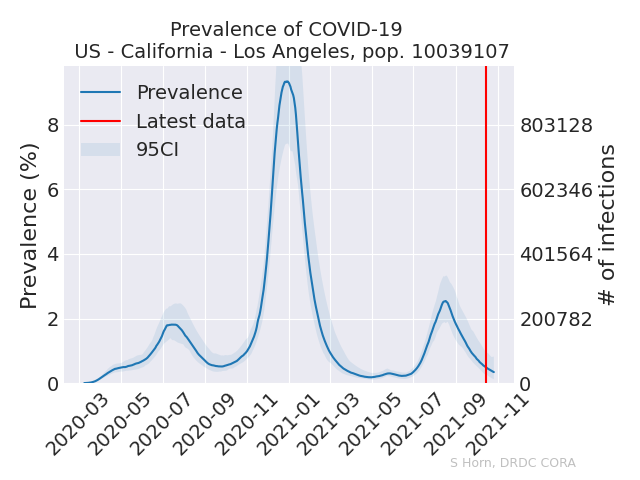 Prevalence of COVID-19
US - California - Los Angeles, pop. 10039107
Prevalence
Latest data
95CI
Prevalence (%)
8
6
4
2
0
803128
602346
401564
200782
0
# of infections
2020-03
2020-05
2020-07
2020-09
2020-11
2021-01
2021-03
2021-05
2021-07
2021-09
2021-11
S Horn, DRDC CORA